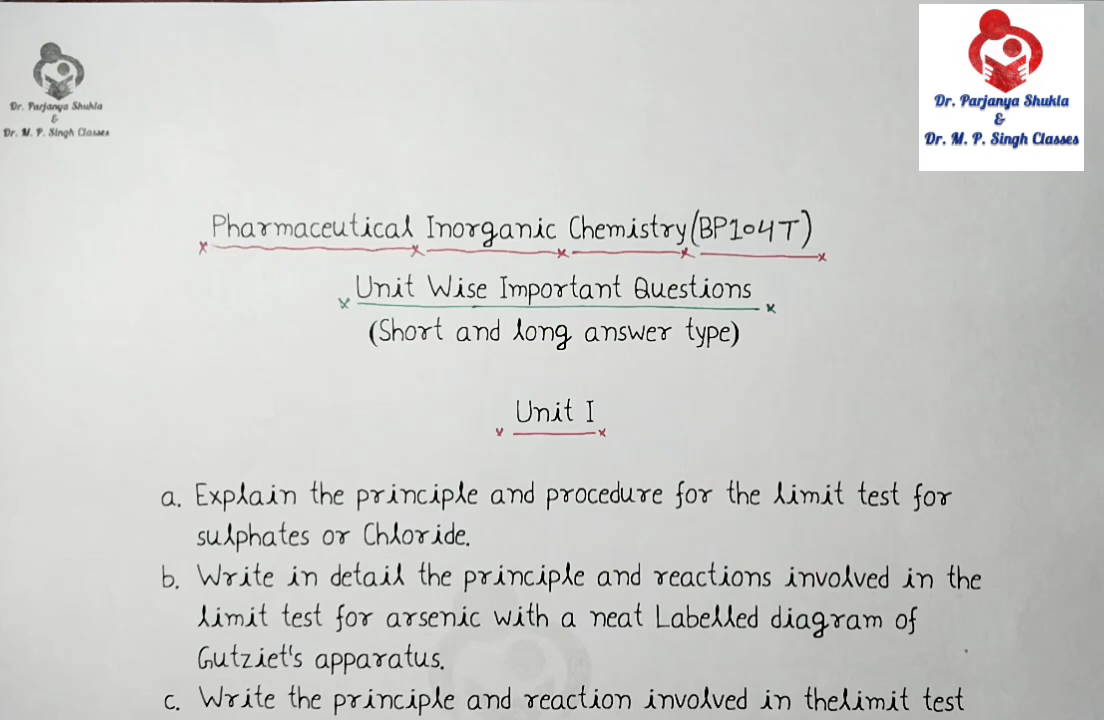 Dr. Parjanya Shukla
&
Dr. M. P. Singh Classes
Dr. Parjanya Shukla
&
Dr. M. P. Singh Classes
Pharmaceutical Inorganic Chemistry (BP104T)
Unit Wise Important Questions
(Short and long answer type)
Unit I
a. Explain the principle and procedure for the limit test for
sulphates or Chloride.
b. Write in detail the principle and reactions involved in the
limit test for arsenic with a neat Labelled diagram of
Gutziet's apparatus.
c. Write the principle and reaction involved in thelimit test